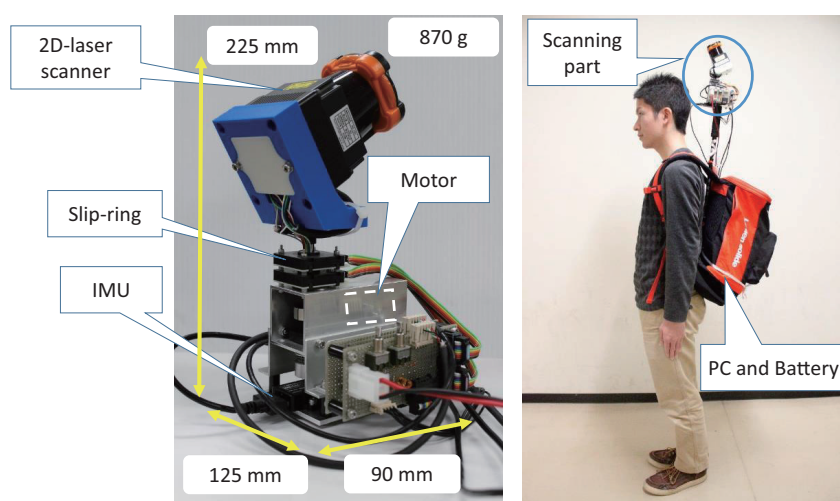 2D-laser
scanner
225 mm
870 g
Motor
Slip-ring
IMU
125 mm
90 mm
Scanning
part
PC and Battery